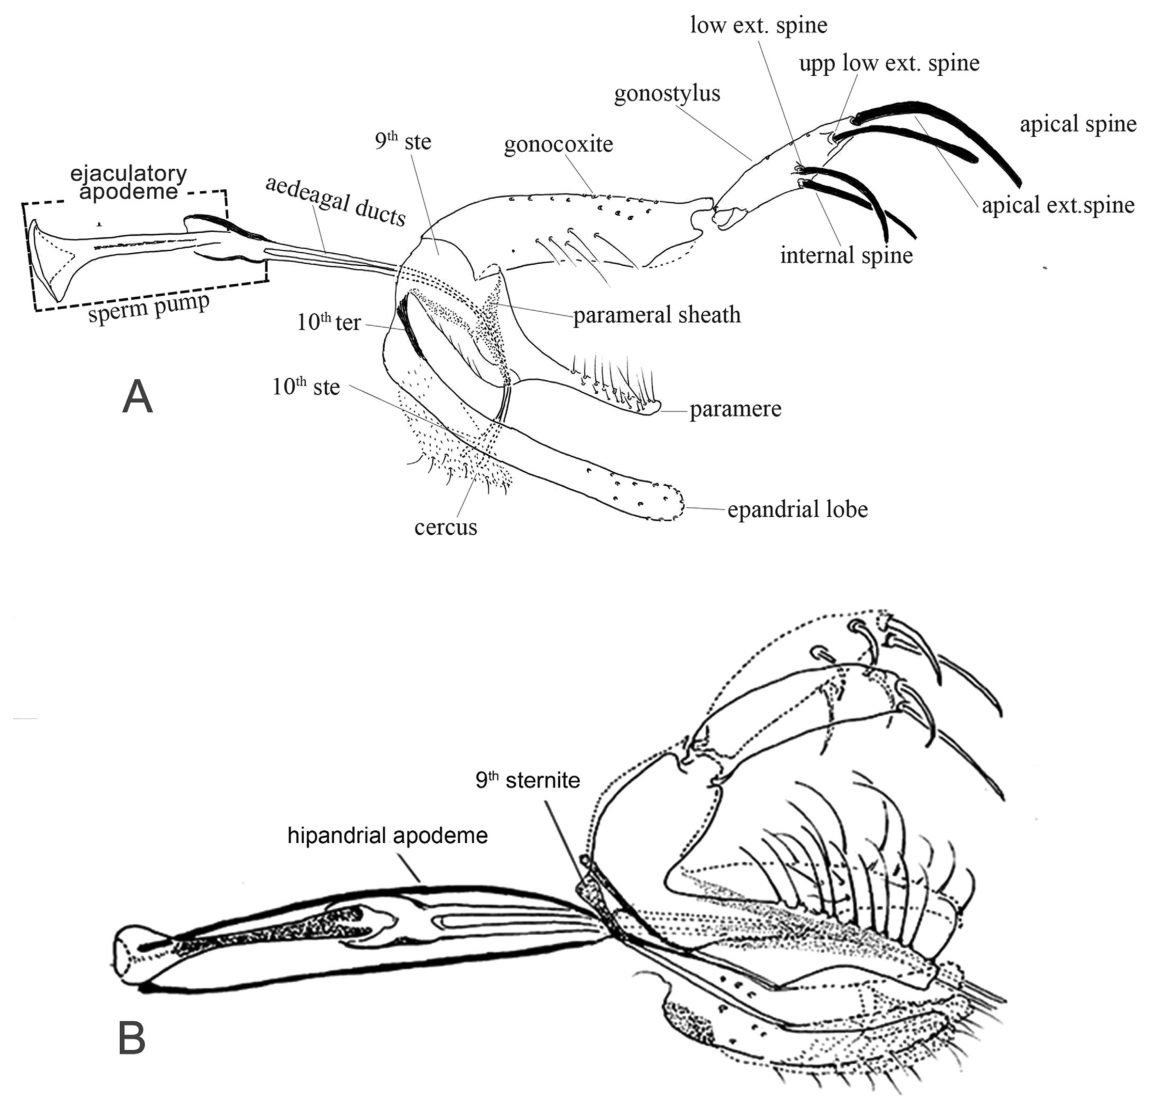 low ext. spine
upp low ext. spine
gonostylus
apical spine
9th ste
gonocoxite
ejaculatory
apodeme
aedeagal ducts
apical ext.spine
internal spine
sperm pump
10th ter
parameral sheath
10th ste
A
paramere
epandrial lobe
cercus
9th sternite
hipandrial apodeme
B